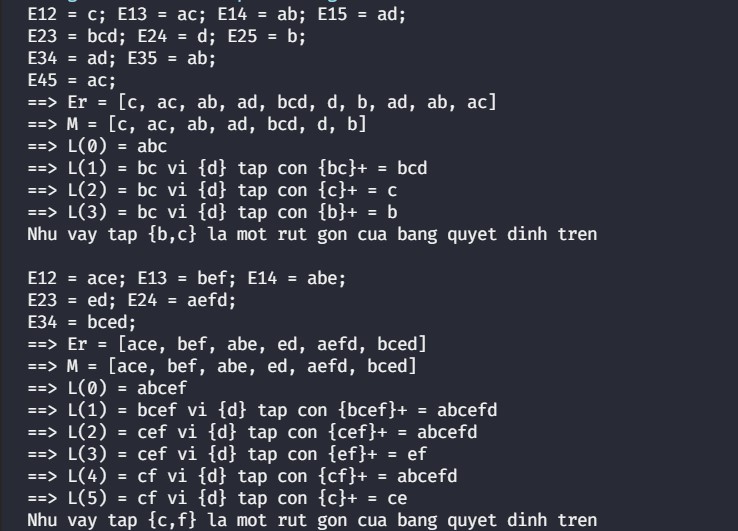 E12 = c; E13 = ac; E14 = ab; E15 = ad;
E23 = bcd; E24 = d; E25 = b;
E34 = ad; E35 = ab;
E45 = ac;
==> Er = [c, ac, ab, ad, bcd, d, b, ad, ab, ac]
==> M = [c, ac, ab, ad, bcd, d, b]
==> L(0) = abc
==> L(1) = bc vi {d} tap con {bc}+ = bcd
==> L(2) = bc vi {d} tap con {c}+ = c
==> L(3) = bc vi {d} tap con {b}+ = b
Nhu vay tap {b,c} la mot rut gon cua bang quyet dinh tren
E12 = ace; E13 = bef; E14 = abe;
E23 = ed; E24 = aefd;
E34 = bced;
==> Er = [ace, bef, abe, ed, aefd, bced]
==> M = [ace, bef, abe, ed, aefd, bced]
==> L(0) = abcef
==> L(1) = bcef vi {d} tap con {bcef}+ = abcefd
==> L(2) = cef vi {d} tap con {cef}+ = abcefd
==> L(3) = cef vi {d} tap con {ef}+ = ef
==> L(4) = cf vi {d} tap con {cf}+ = abcefd
==> L(5) = cf vi {d} tap con {c}+ = ce
Nhu vay tap {c,f} la mot rut gon cua bang quyet dinh tren